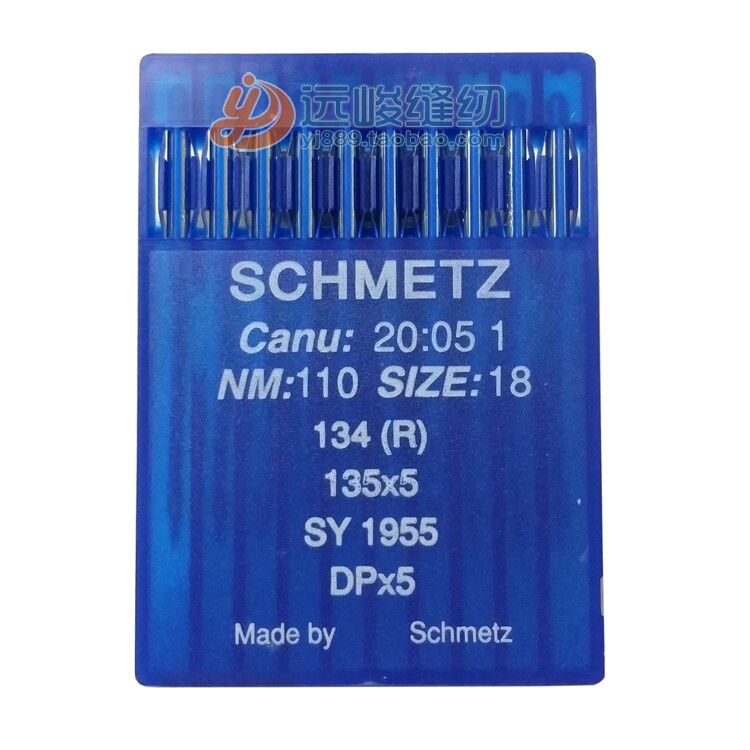 远峻缝纫
yj889.taobao.com
SCHMETZ
Canu: 20:05 1
NM:110 SIZE:18
134 (R)
135x5
SY 1955
DPx5
Made by Schmetz